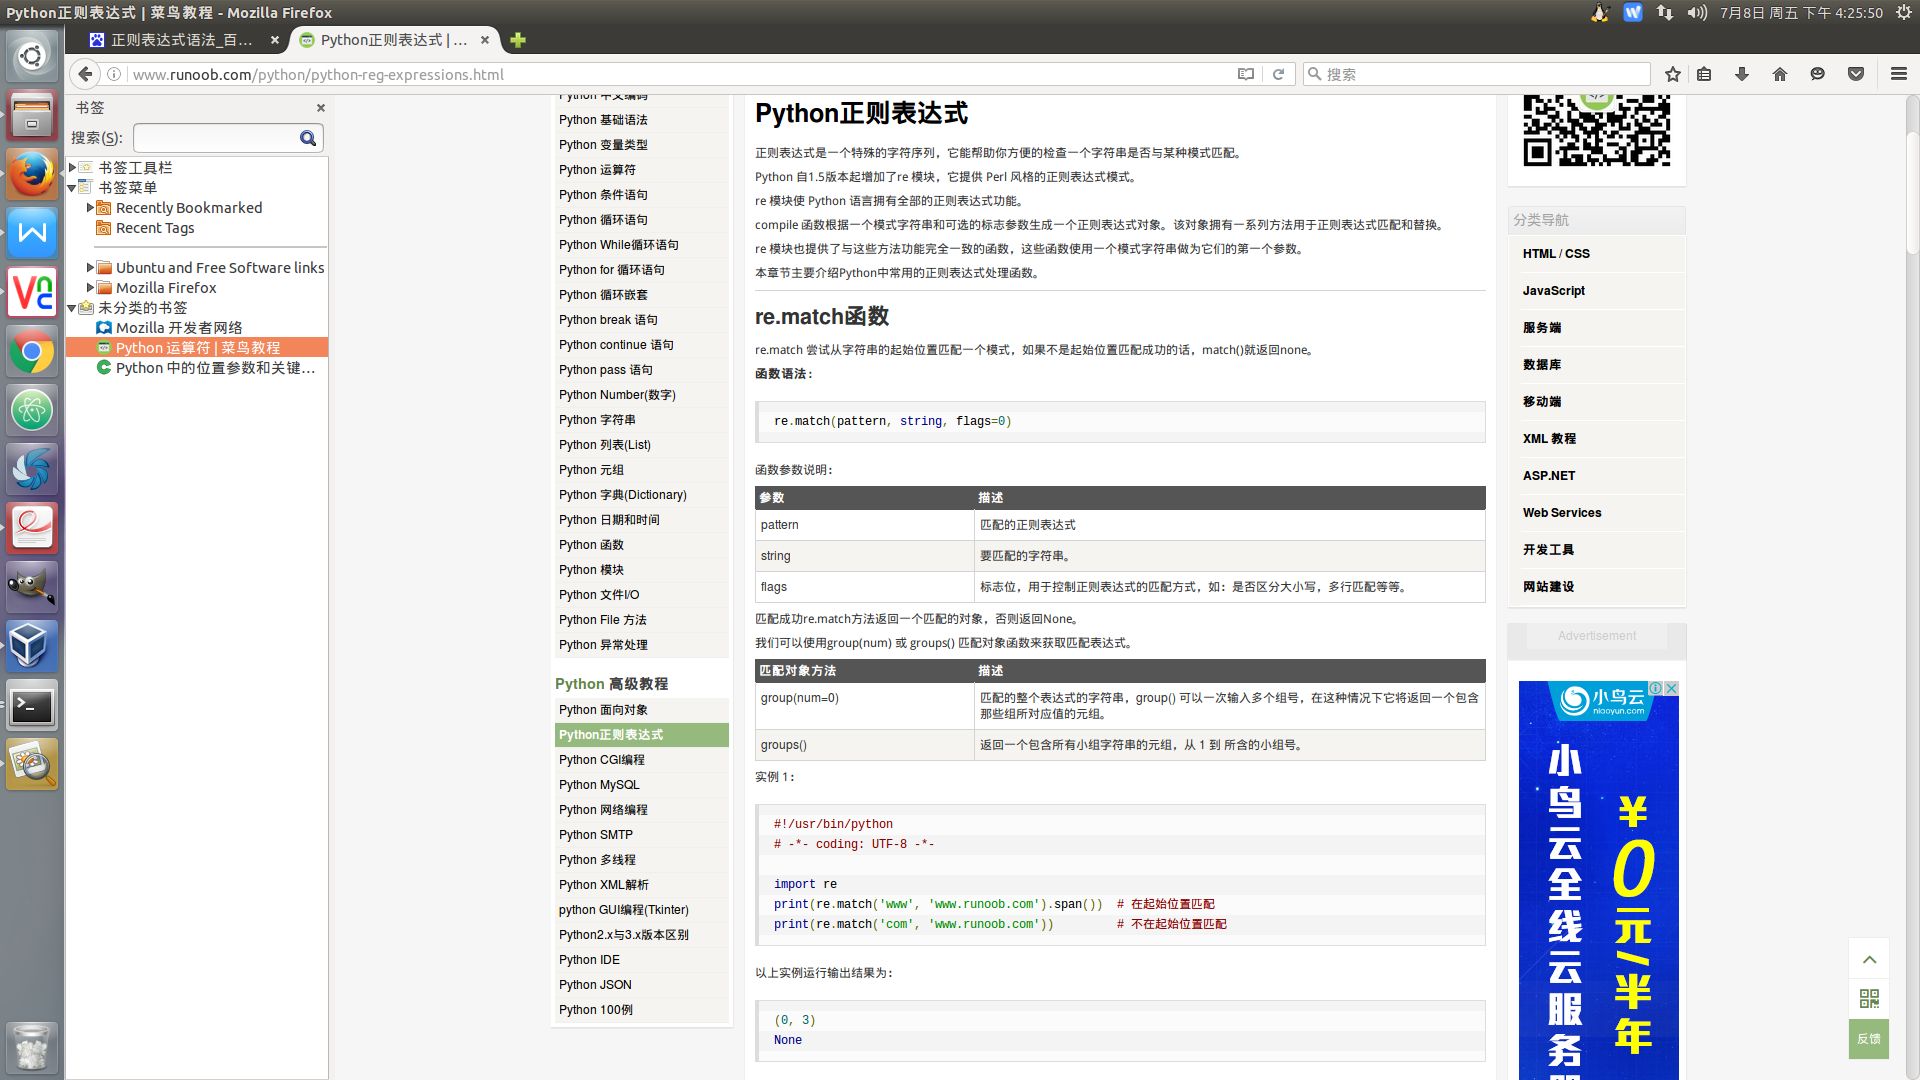 Python正则表达式 | 菜鸟教程 - Mozilla Firefox
7月8日 周五 下午 4:25:50
正则表达式语法_百…
Python正则表达式 | …
www.runoob.com/python/python-reg-expressions.html
搜索
书签
搜索(S):
书签工具栏
书签菜单
Recently Bookmarked
Recent Tags
Ubuntu and Free Software links
Mozilla Firefox
未分类的书签
Mozilla 开发者网络
Python 运算符 | 菜鸟教程
Python 中的位置参数和关键…
Python 中文编码
Python 基础语法
Python 变量类型
Python 运算符
Python 条件语句
Python 循环语句
Python While循环语句
Python for 循环语句
Python 循环嵌套
Python break 语句
Python continue 语句
Python pass 语句
Python Number(数字)
Python 字符串
Python 列表(List)
Python 元组
Python 字典(Dictionary)
Python 日期和时间
Python 函数
Python 模块
Python 文件I/O
Python File 方法
Python 异常处理
Python 高级教程
Python 面向对象
Python正则表达式
Python CGI编程
Python MySQL
Python 网络编程
Python SMTP
Python 多线程
Python XML解析
python GUI编程(Tkinter)
Python2.x与3.x版本区别
Python IDE
Python JSON
Python 100例
Python正则表达式
正则表达式是一个特殊的字符序列，它能帮助你方便的检查一个字符串是否与某种模式匹配。
Python 自1.5版本起增加了re 模块，它提供 Perl 风格的正则表达式模式。
re 模块使 Python 语言拥有全部的正则表达式功能。
compile 函数根据一个模式字符串和可选的标志参数生成一个正则表达式对象。该对象拥有一系列方法用于正则表达式匹配和替换。
re 模块也提供了与这些方法功能完全一致的函数，这些函数使用一个模式字符串做为它们的第一个参数。
本章节主要介绍Python中常用的正则表达式处理函数。
re.match函数
re.match 尝试从字符串的起始位置匹配一个模式，如果不是起始位置匹配成功的话，match()就返回none。
函数语法：
re.match(pattern, string, flags=0)
函数参数说明：
参数 描述
pattern 匹配的正则表达式
string 要匹配的字符串。
flags 标志位，用于控制正则表达式的匹配方式，如：是否区分大小写，多行匹配等等。
匹配成功re.match方法返回一个匹配的对象，否则返回None。
我们可以使用group(num) 或 groups() 匹配对象函数来获取匹配表达式。
匹配对象方法 描述
group(num=0) 匹配的整个表达式的字符串，group() 可以一次输入多个组号，在这种情况下它将返回一个包含
那些组所对应值的元组。
groups() 返回一个包含所有小组字符串的元组，从 1 到 所含的小组号。
实例 1：
#!/usr/bin/python
# -*- coding: UTF-8 -*-
import re
print(re.match('www', 'www.runoob.com').span())  # 在起始位置匹配
print(re.match('com', 'www.runoob.com'))         # 不在起始位置匹配
以上实例运行输出结果为：
(0, 3)
None
分类导航
HTML / CSS
JavaScript
服务端
数据库
移动端
XML 教程
ASP.NET
Web Services
开发工具
网站建设
Advertisement
小鸟云
niaoyun.com
小鸟云全线云服务
¥0元/半年
反馈